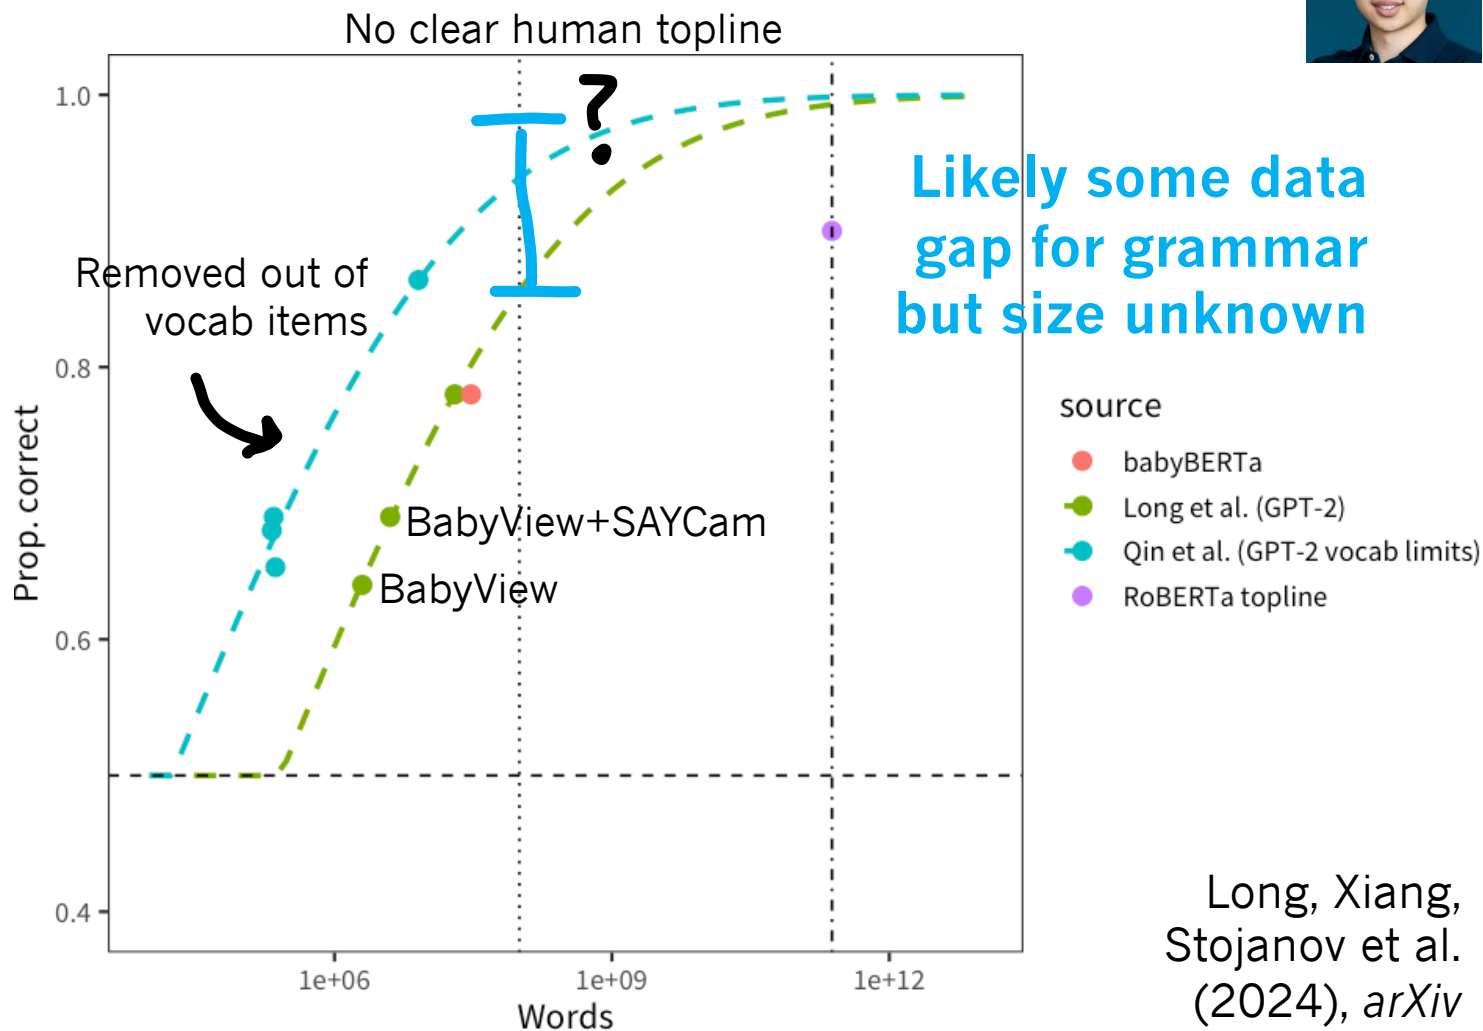 No clear human topline
?
1.0
Likely some data
gap for grammar
but size unknown
Removed out of
vocab items
0.8
Prop. correct
source
babyBERTa
Long et al. (GPT-2)
Qin et al. (GPT-2 vocab limits)
RoBERTa topline
BabyView+SAYCam
BabyView
0.6
0.4
1e+06
1e+09
1e+12
Words
Long, Xiang,
Stojanov et al.
(2024), arXiv